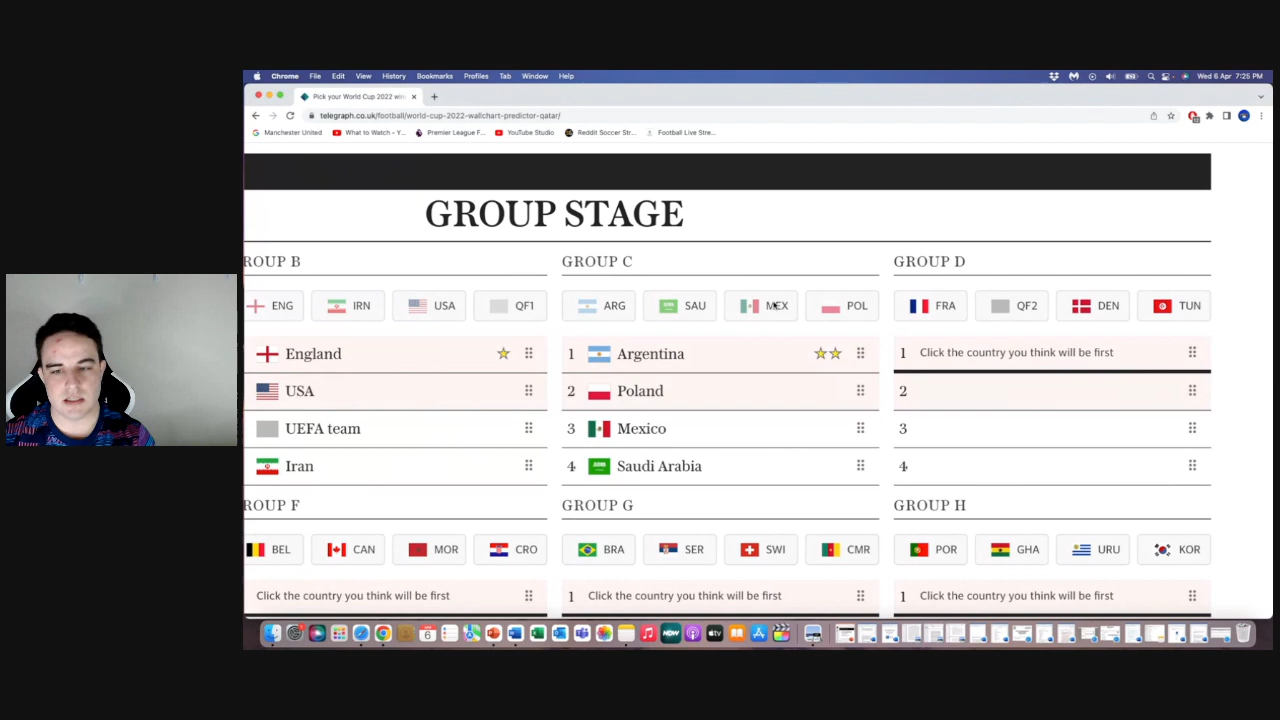 Chrome File Edit View History Bookmarks Profiles Tab Window Help Wed 6 Apr 7:25 PM
Pick your World Cup 2022 win
telegraph.co.uk/football/world-cup-2022-wallchart-predictor-qatar/
Manchester United What to Watch – Y... Premier League F... YouTube Studio Reddit Soccer Str... Football Live Stre...
GROUP STAGE
ROUP B GROUP C GROUP D
ENG IRN USA QF1 ARG SAU MEX POL FRA QF2 DEN TUN
England 1 Argentina 1 Click the country you think will be first
USA 2 Poland 2
UEFA team 3 Mexico 3
Iran 4 Saudi Arabia 4
ROUP F GROUP G GROUP H
BEL CAN MOR CRO BRA SER SWI CMR POR GHA URU KOR
Click the country you think will be first 1 Click the country you think will be first 1 Click the country you think will be first
NOW